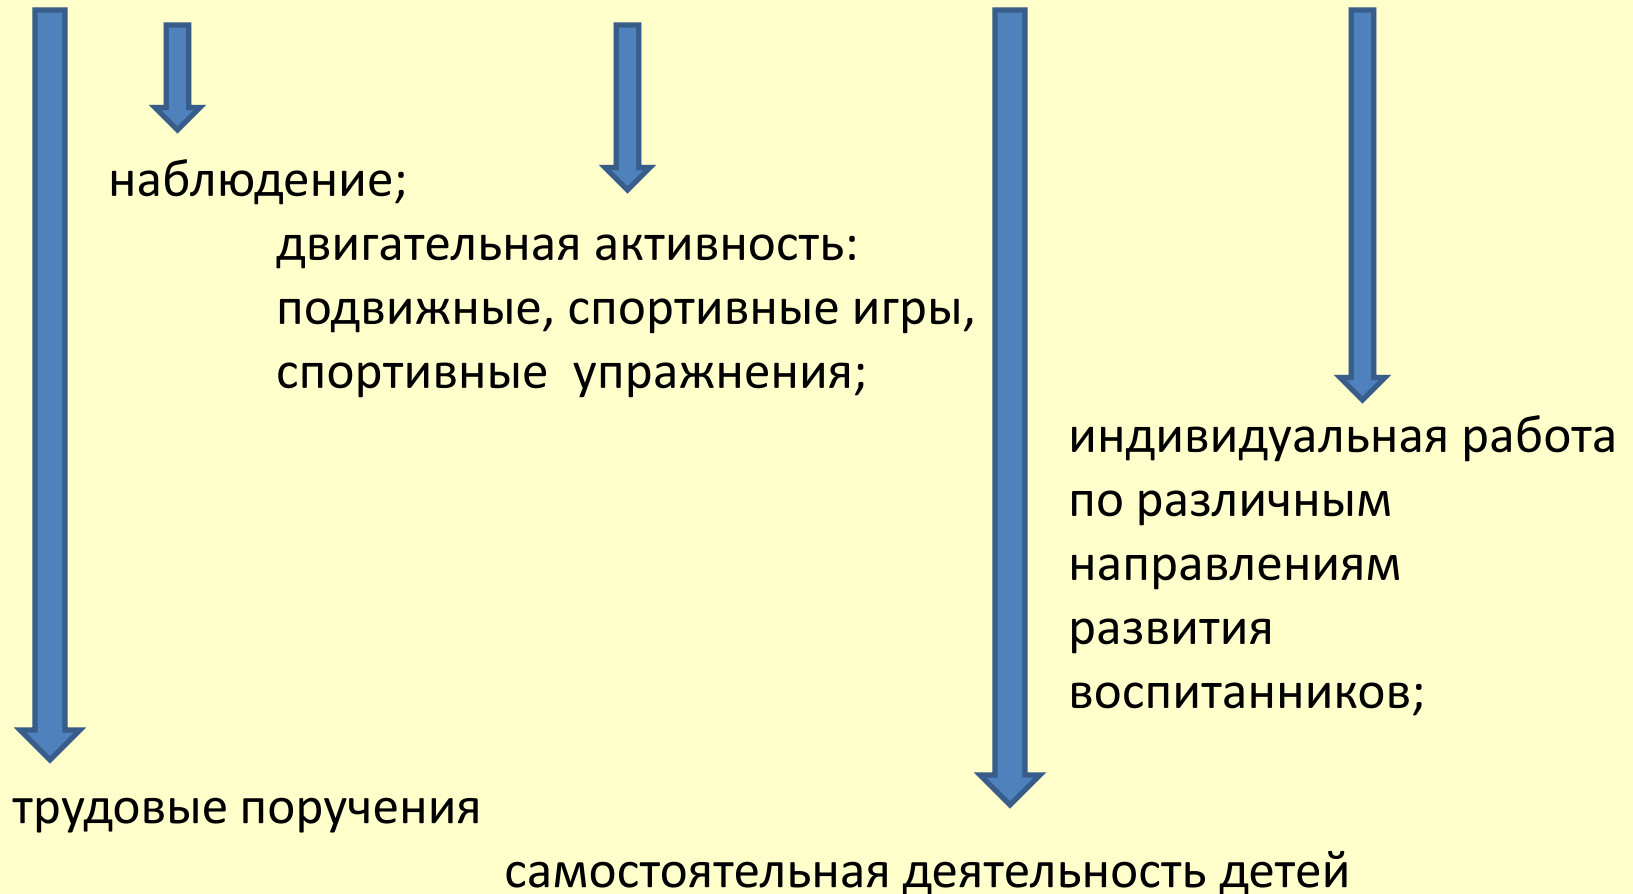 наблюдение;
двигательная активность:
подвижные, спортивные игры,
спортивные  упражнения;
индивидуальная работа
по различным
направлениям
развития
воспитанников;
трудовые поручения
самостоятельная деятельность детей